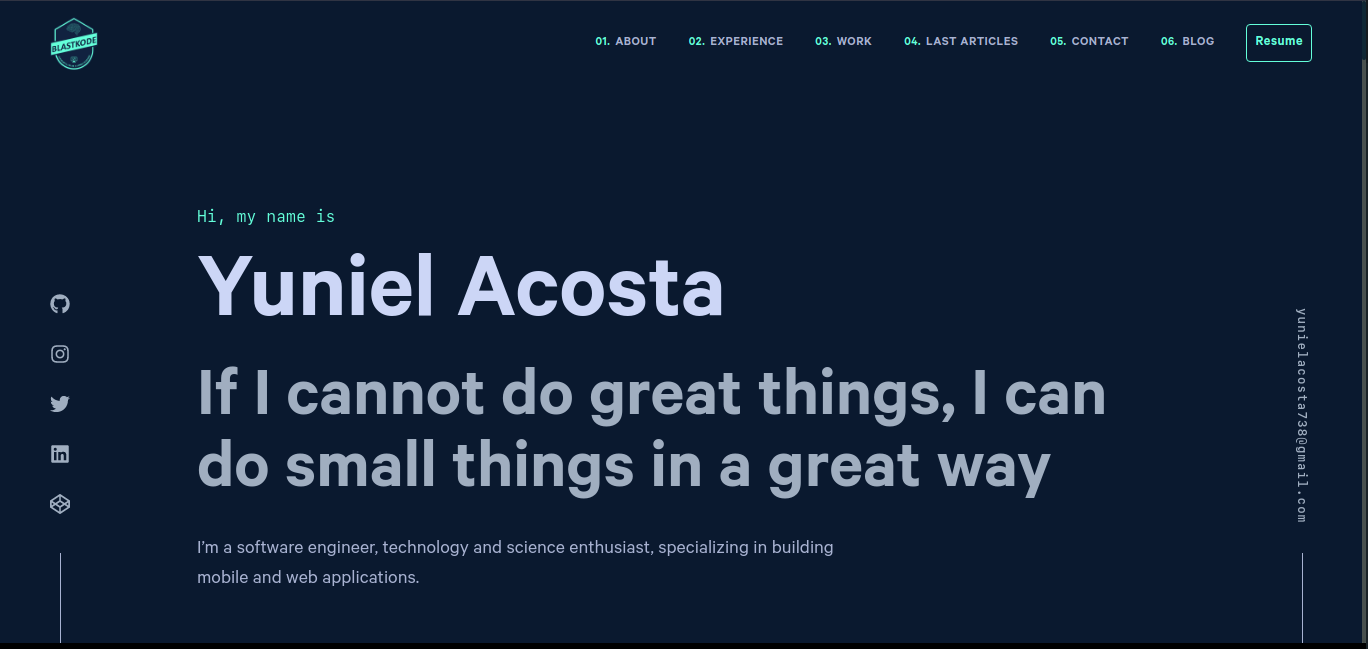 BLASTKODE
01. ABOUT 02. EXPERIENCE 03. WORK 04. LAST ARTICLES 05. CONTACT 06. BLOG Resume
Hi, my name is
Yuniel Acosta
If I cannot do great things, I can
do small things in a great way
I'm a software engineer, technology and science enthusiast, specializing in building
mobile and web applications.
in
yunielacosta738@gmail.com